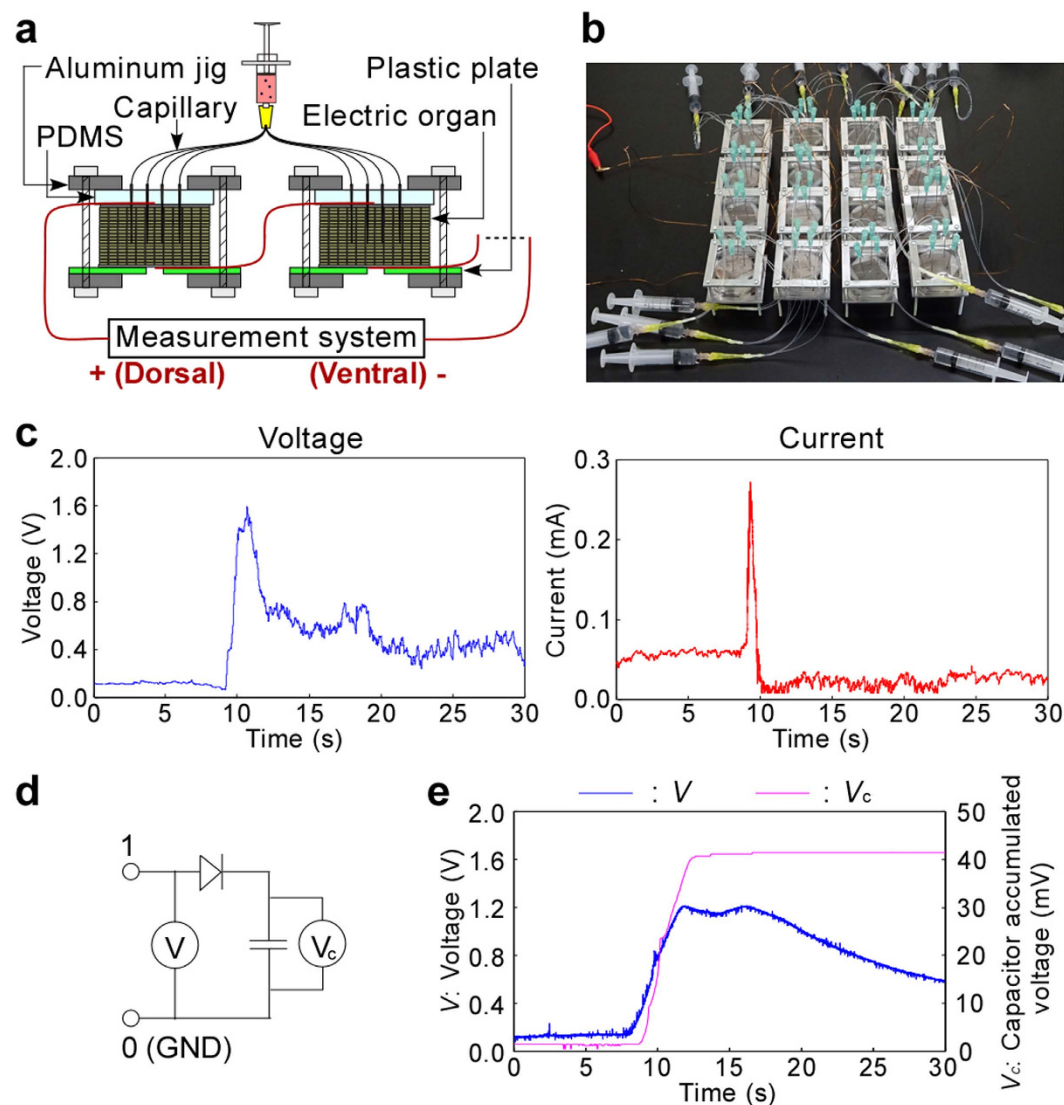 a
Aluminum jig
Capillary
PDMS
Plastic plate
Electric organ
Measurement system
+ (Dorsal)
(Ventral) -
b
c
Voltage
Voltage (V)
2.0
1.6
1.2
0.8
0.4
0.0
0 5 10 15 20 25 30
Time (s)
Current
Current (mA)
0.3
0.2
0.1
0.0
0 5 10 15 20 25 30
Time (s)
d
1
V
Vc
0 (GND)
e
: V
: Vc
V: Voltage (V)
2.0
1.6
1.2
0.8
0.4
0.0
0 5 10 15 20 25 30
Time (s)
50
40
30
20
10
0
Vc: Capacitor accumulated
voltage (mV)